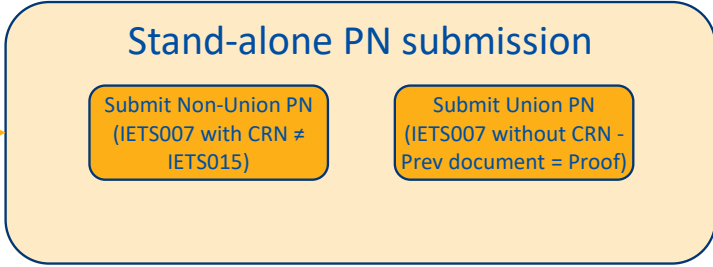 Stand-alone PN submission
Submit Non-Union PN
(IETS007 with CRN ≠
IETS015)
Submit Union PN
(IETS007 without CRN -
Prev document = Proof)